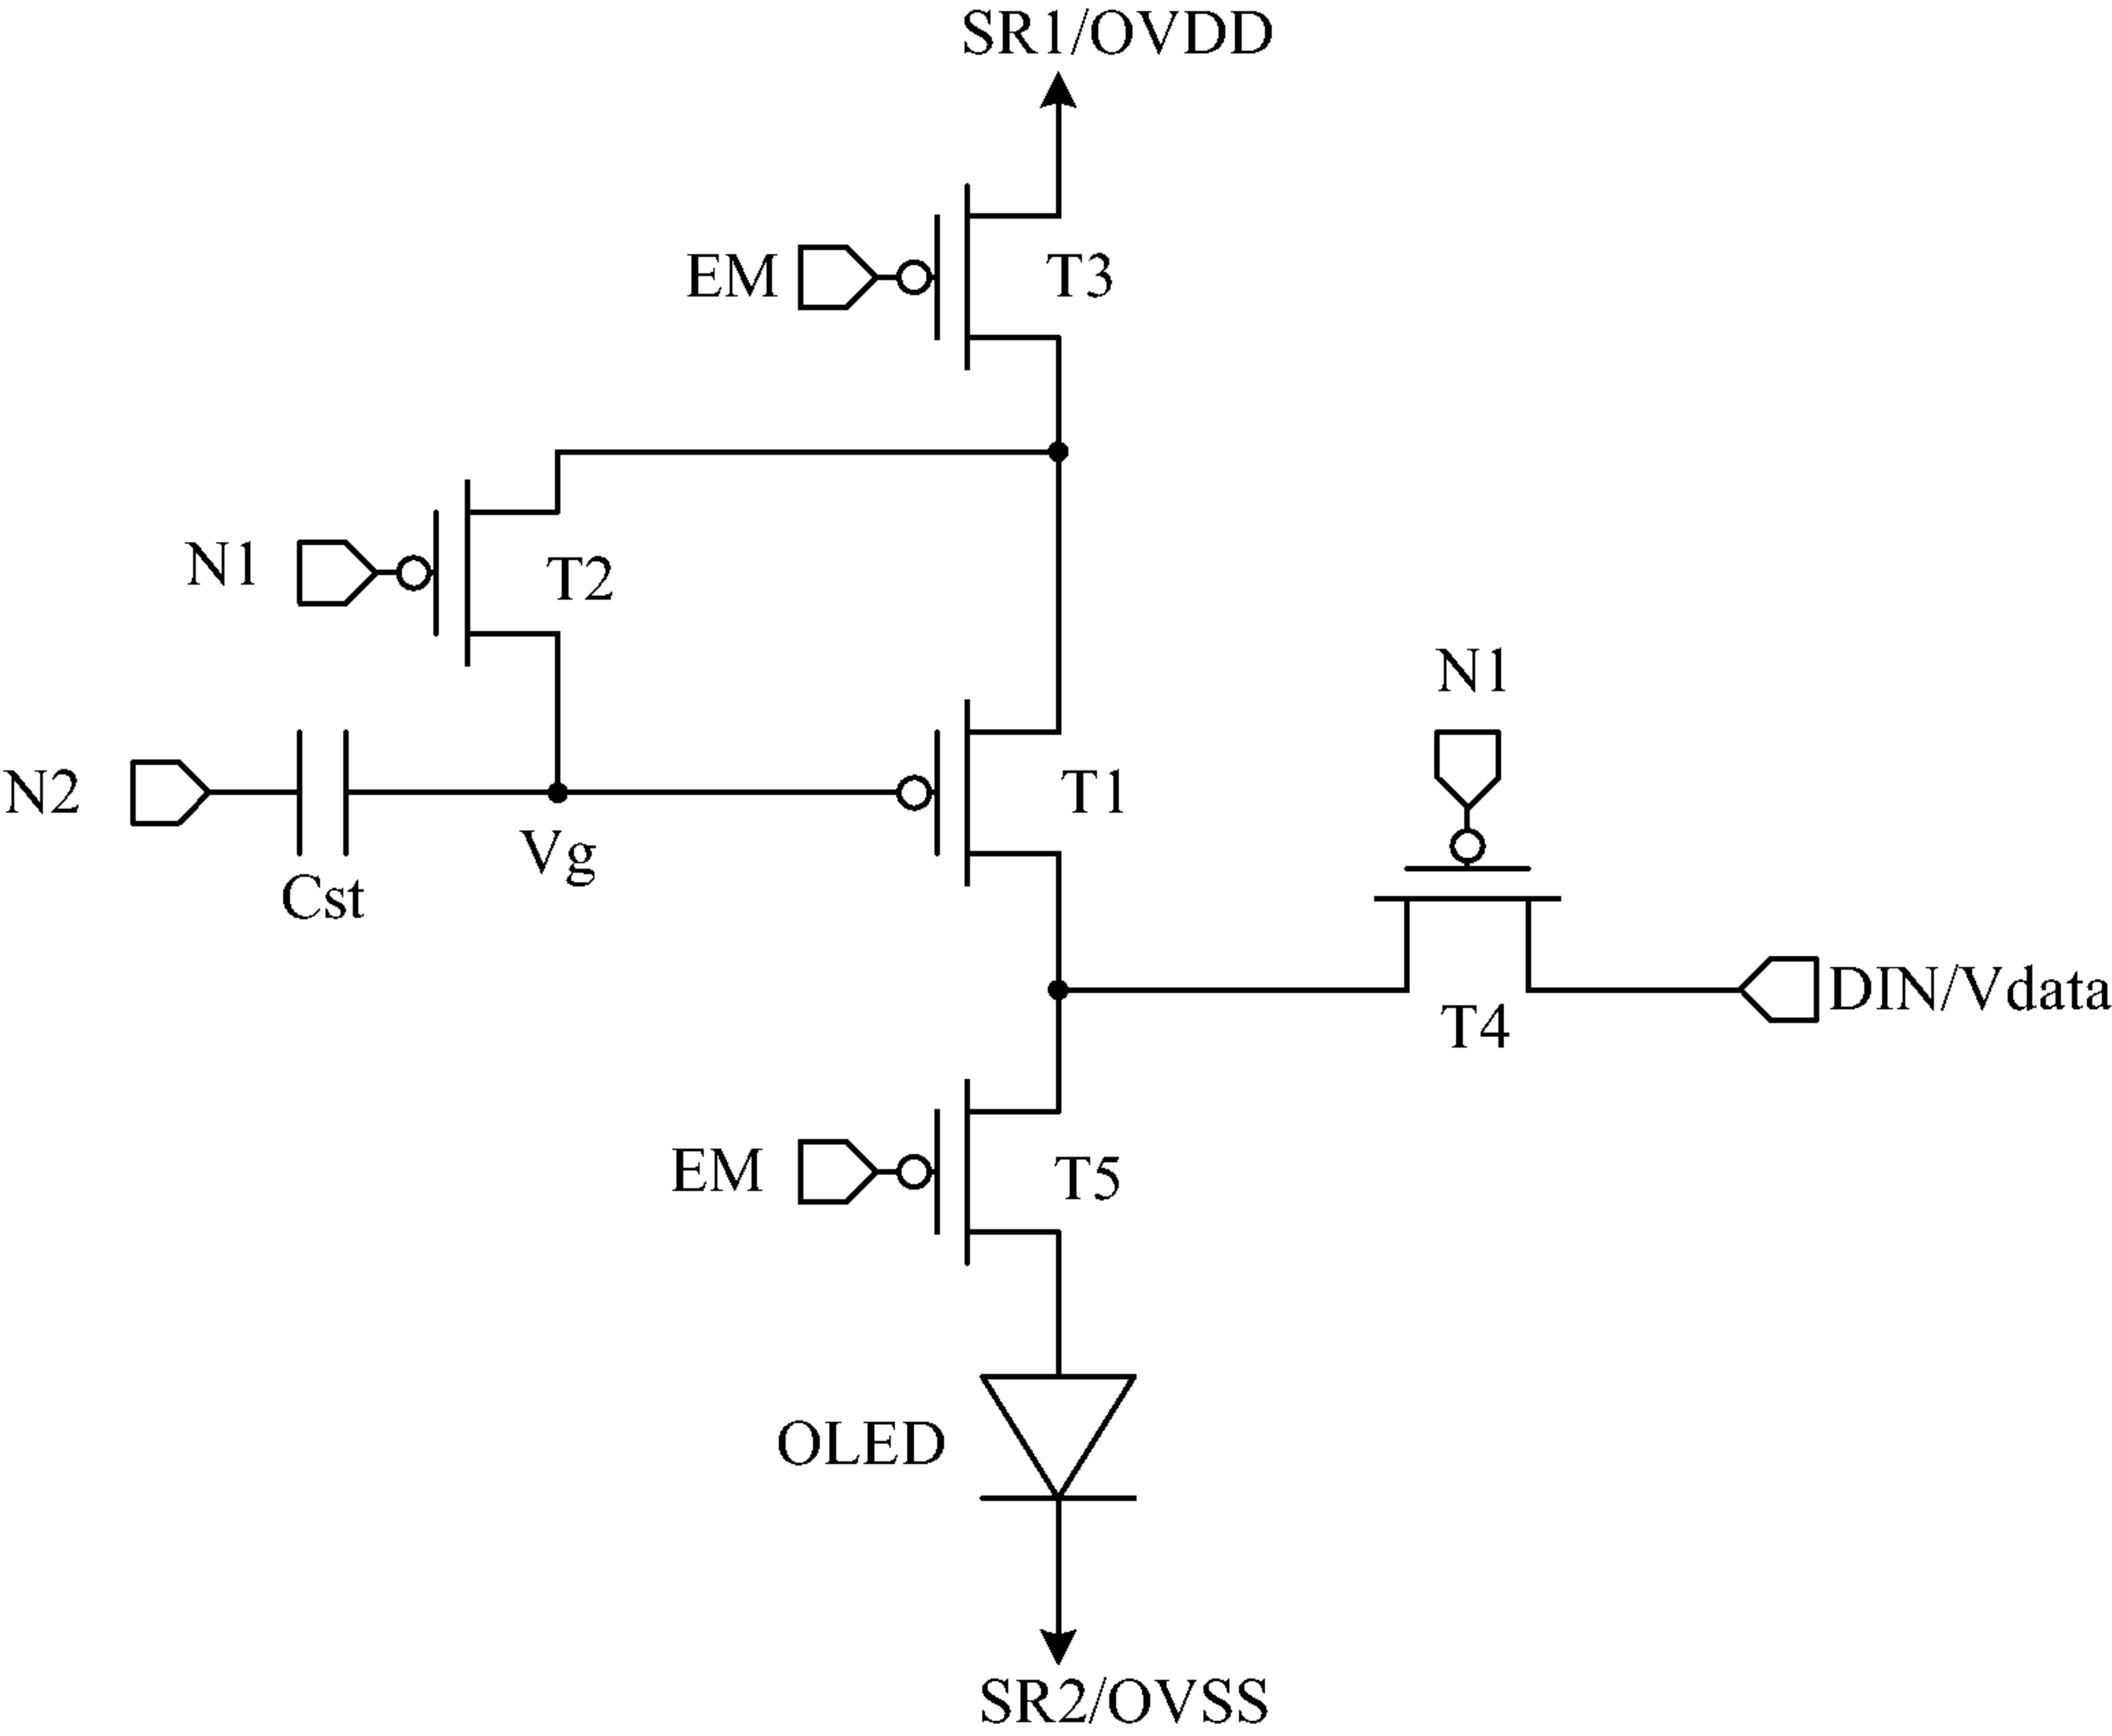 SR1/OVDD
EM
T3
N1
T2
N1
N2
T1
Vg
Cst
DIN/Vdata
T4
EM
T5
OLED
SR2/OVSS